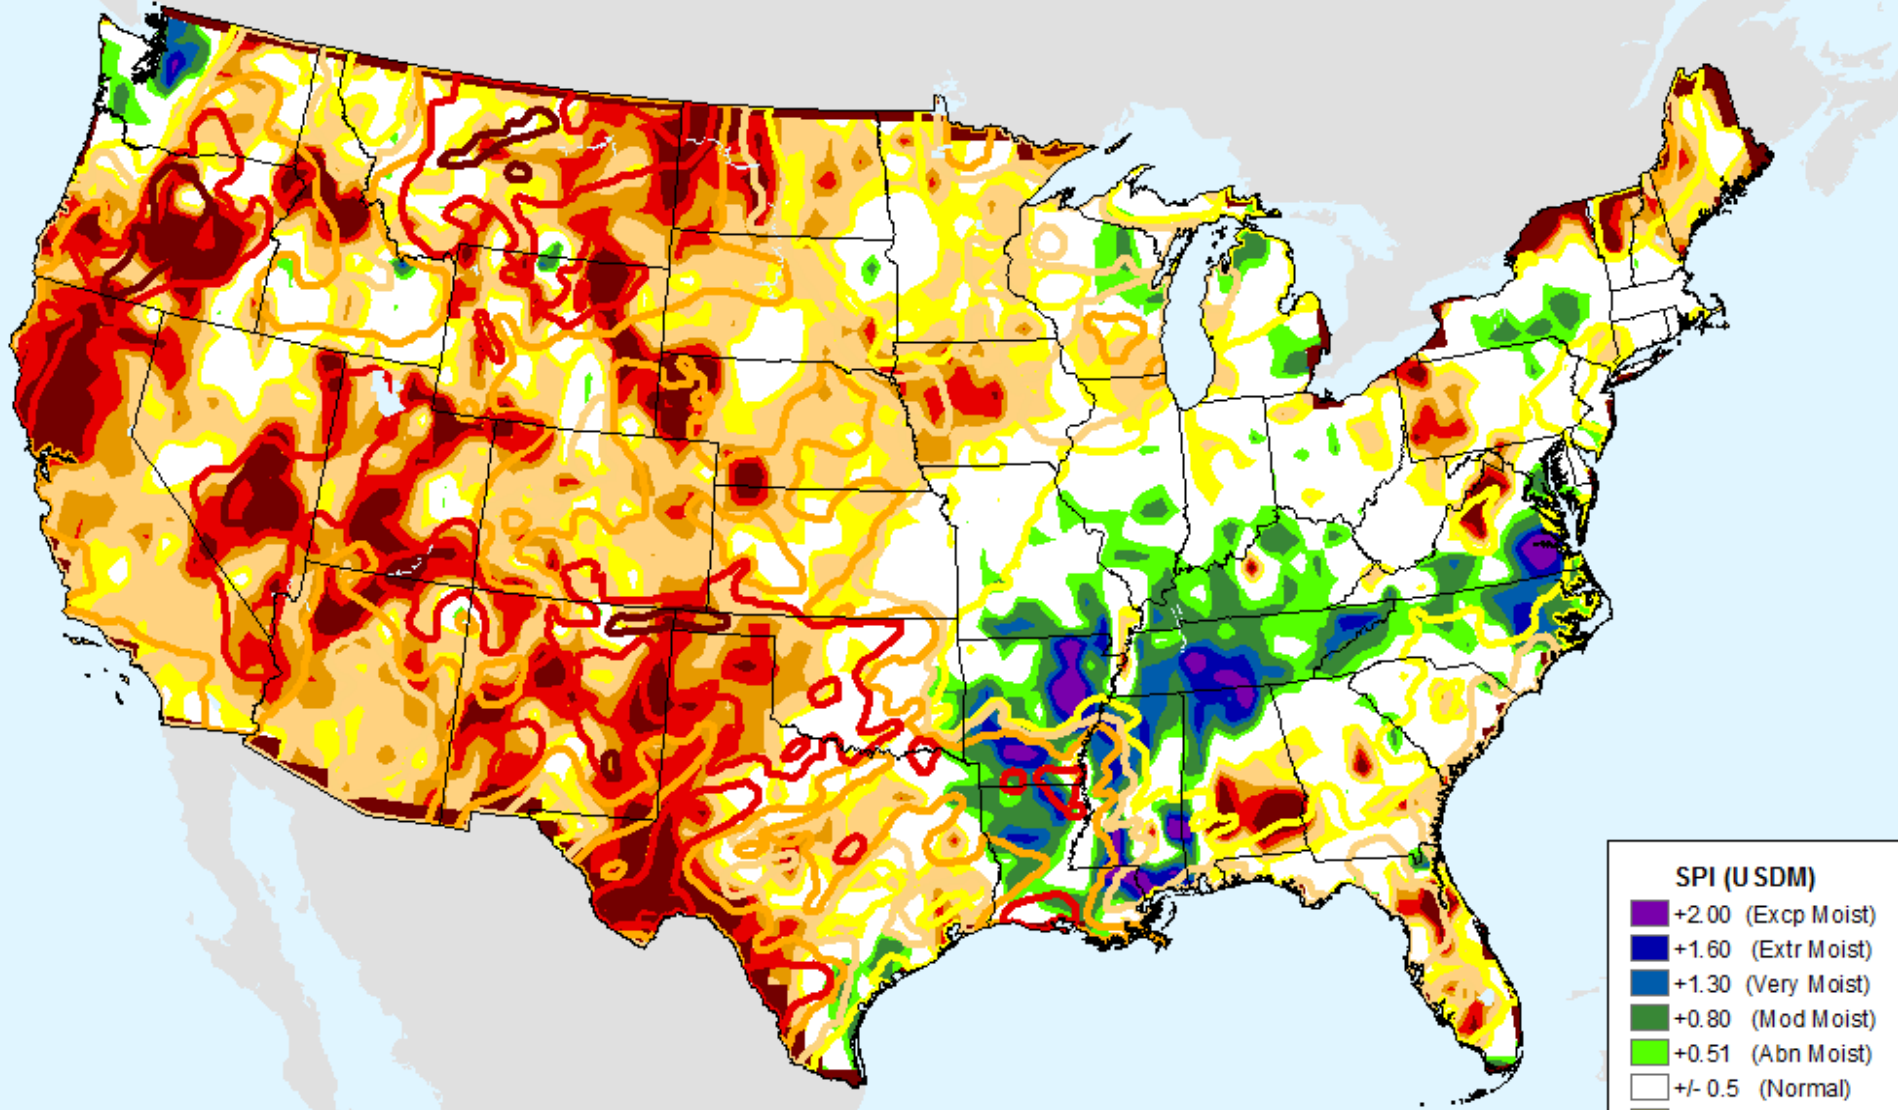 SPI (USDM)
+2.00 (Excp Moist)
+1.60 (Extr Moist)
+1.30 (Very Moist)
+0.80 (Mod Moist)
+0.51 (Abn Moist)
+/- 0.5 (Normal)